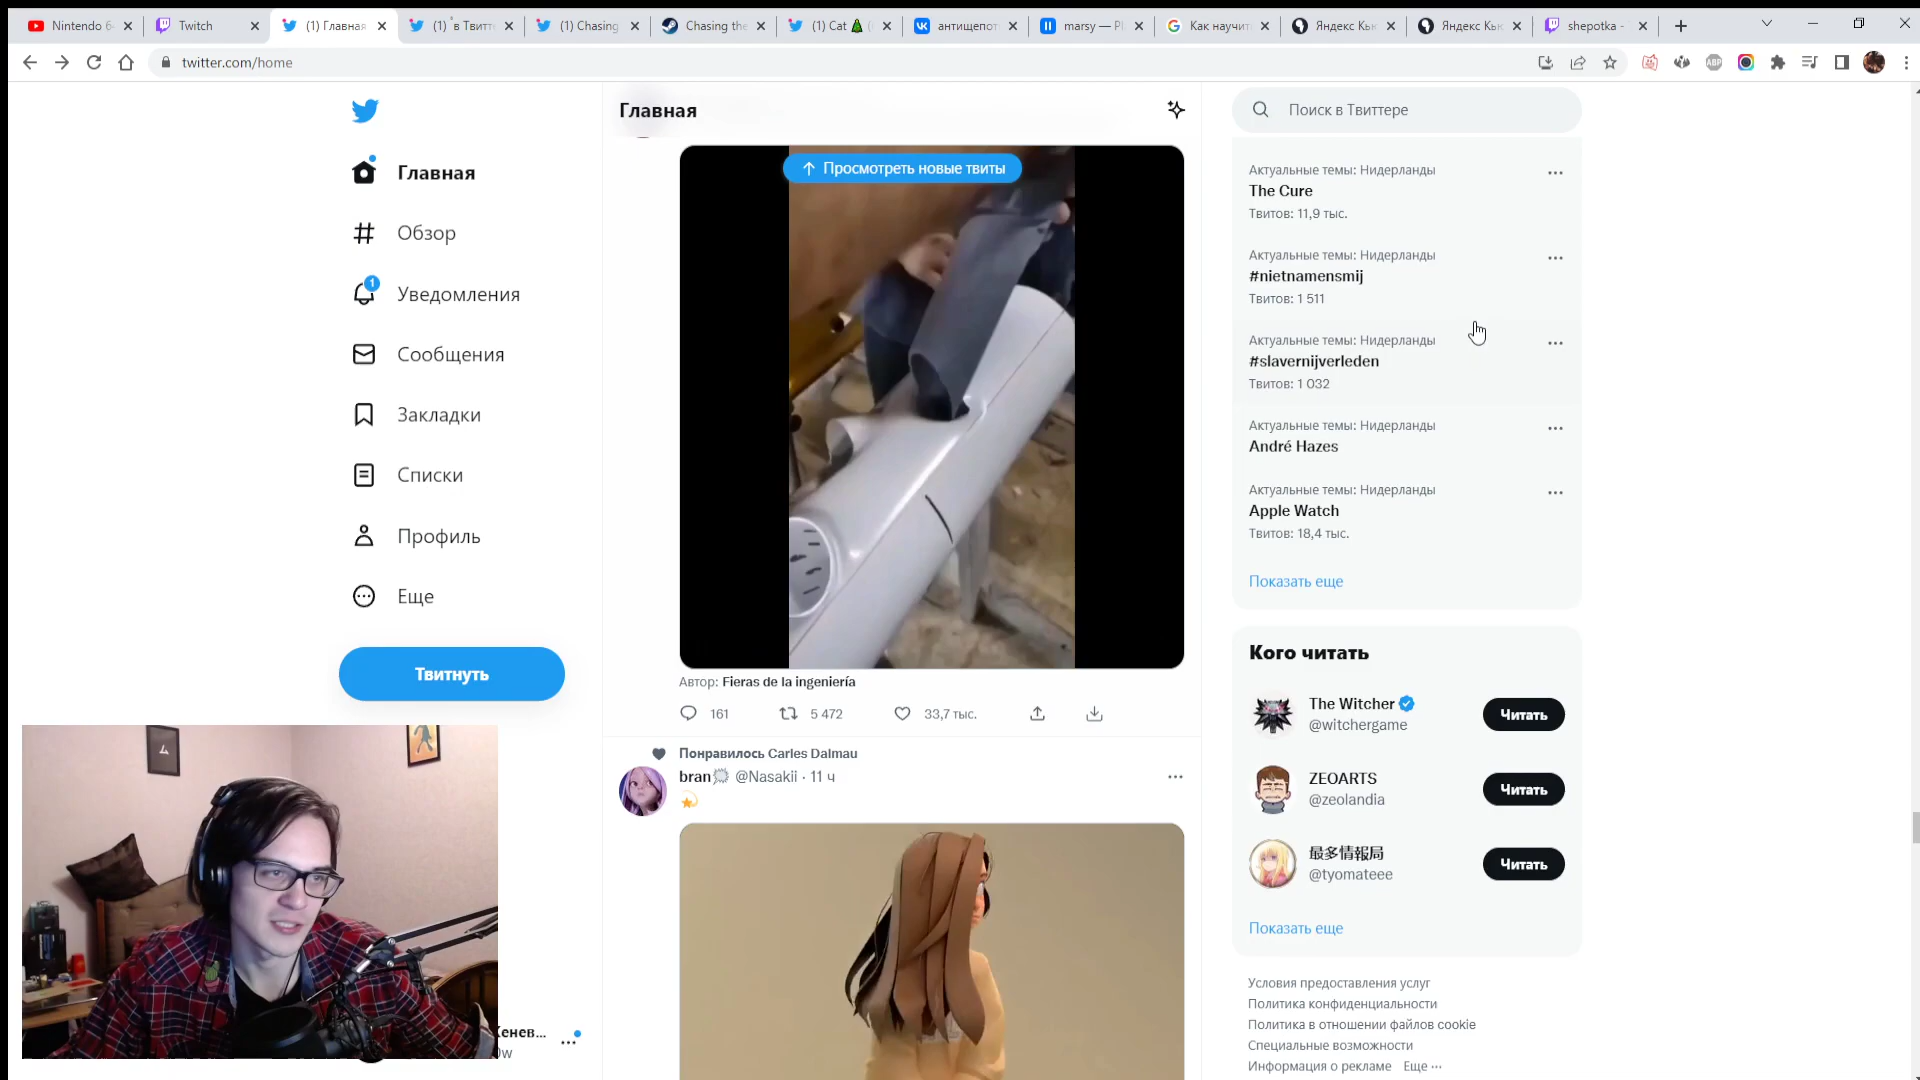 Nintendo 6
Twitch
(1) Главная
(1) "в Твитт
(1) Chasing
Chasing the
(1) Cat
антищепот
marsy — Pl
Как научит
Яндекс Кь
Яндекс Кь
shepotka -
twitter.com/home
ABP
Главная
Поиск в Твиттере
Просмотреть новые твиты
Главная
Обзор
1
Уведомления
Сообщения
Закладки
Списки
Профиль
Еще
Твитнуть
Актуальные темы: Нидерланды
The Cure
Твитов: 11,9 тыс.
Актуальные темы: Нидерланды
#nietnamensmij
Твитов: 1 511
Актуальные темы: Нидерланды
#slavernijverleden
Твитов: 1 032
Актуальные темы: Нидерланды
André Hazes
Актуальные темы: Нидерланды
Apple Watch
Твитов: 18,4 тыс.
Показать еще
Автор: Fieras de la ingeniería
161
5 472
33,7 тыс.
Понравилось Carles Dalmau
bran @Nasakii · 11 ч
Кого читать
The Witcher
@witchergame
Читать
ZEOARTS
@zeolandia
Читать
最多情報局
@tyomateee
Читать
Показать еще
Условия предоставления услуг
Политика конфиденциальности
Политика в отношении файлов cookie
Специальные возможности
Информация о рекламе Еще ···